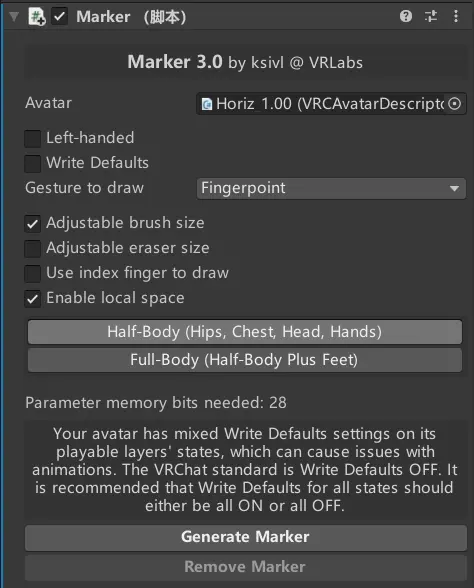 Marker （脚本）
Marker 3.0 by ksivl @ VRLabs
Avatar
Horiz 1.00 (VRCAvatarDescripto
Left-handed
Write Defaults
Gesture to draw
Fingerpoint
Adjustable brush size
Adjustable eraser size
Use index finger to draw
Enable local space
Half-Body (Hips, Chest, Head, Hands)
Full-Body (Half-Body Plus Feet)
Parameter memory bits needed: 28
Your avatar has mixed Write Defaults settings on its
playable layers' states, which can cause issues with
animations. The VRChat standard is Write Defaults OFF. It
is recommended that Write Defaults for all states should
either be all ON or all OFF.
Generate Marker
Remove Marker